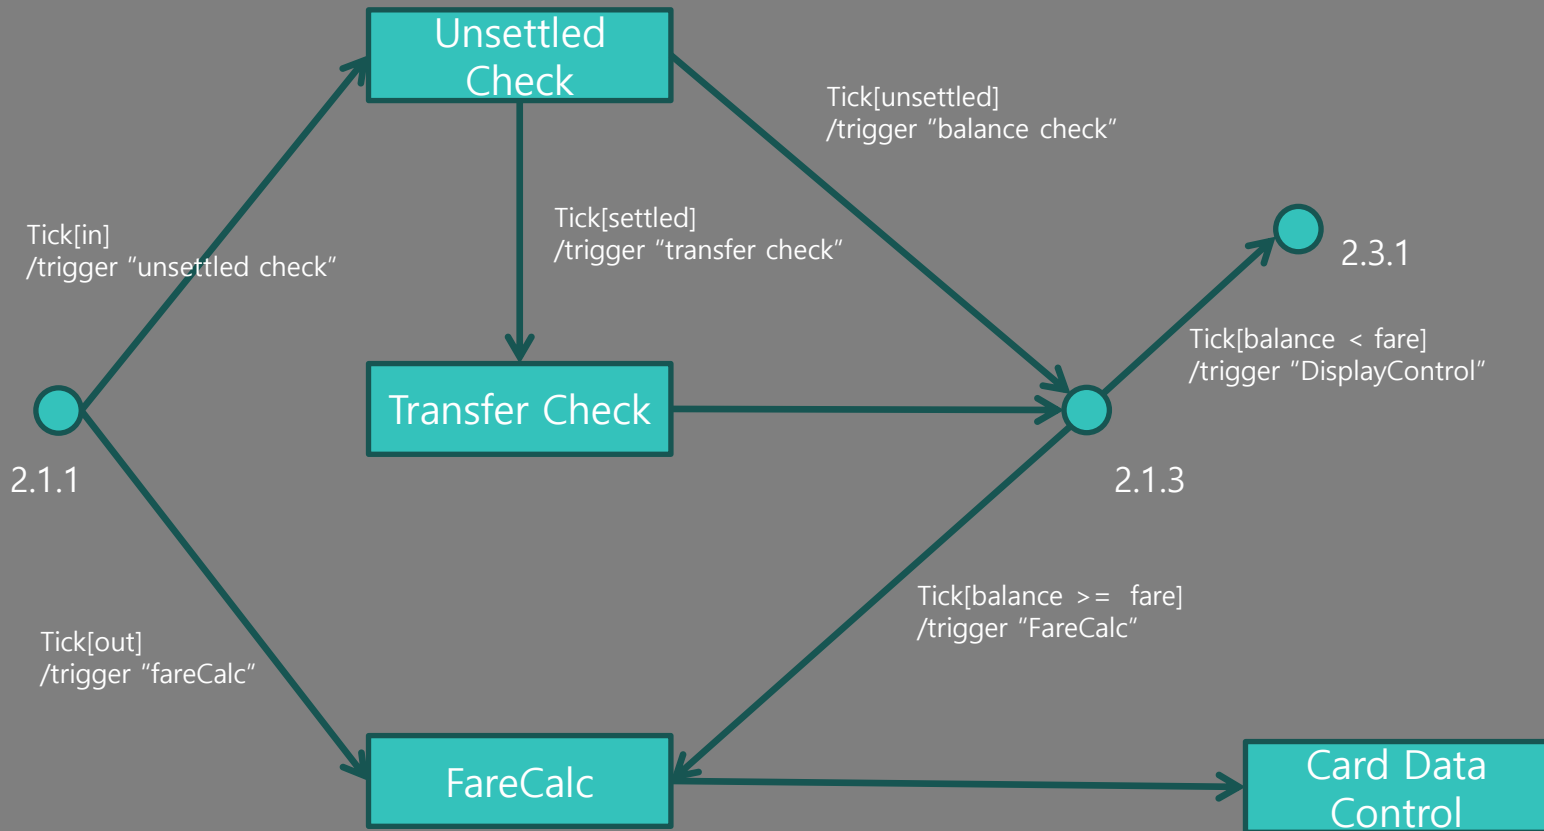 Unsettled
Check
Tick[unsettled]
/trigger "balance check"
Tick[in]
/trigger "unsettled check"
Tick[settled]
/trigger "transfer check"
2.3.1
Tick[balance < fare]
/trigger "DisplayControl"
Transfer Check
2.1.1
2.1.3
Tick[balance >= fare]
/trigger "FareCalc"
Tick[out]
/trigger "fareCalc"
FareCalc
Card Data
Control